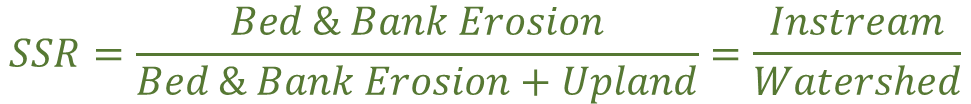 SSR = Bed & Bank Erosion / Bed & Bank Erosion + Upland = Instream / Watershed